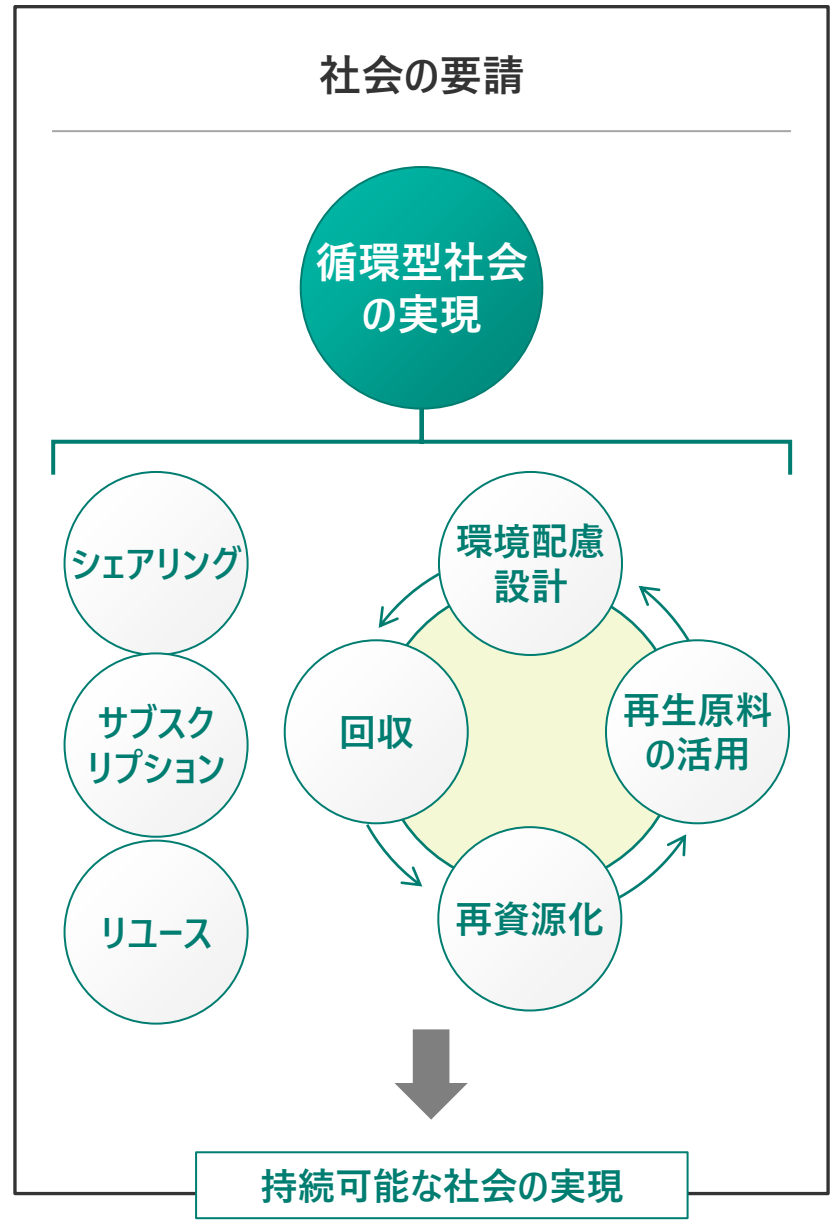 社会の要請
循環型社会
の実現
シェアリング
サブスク
リプション
リユース
環境配慮
設計
回収
再生原料
の活用
再資源化
持続可能な社会の実現